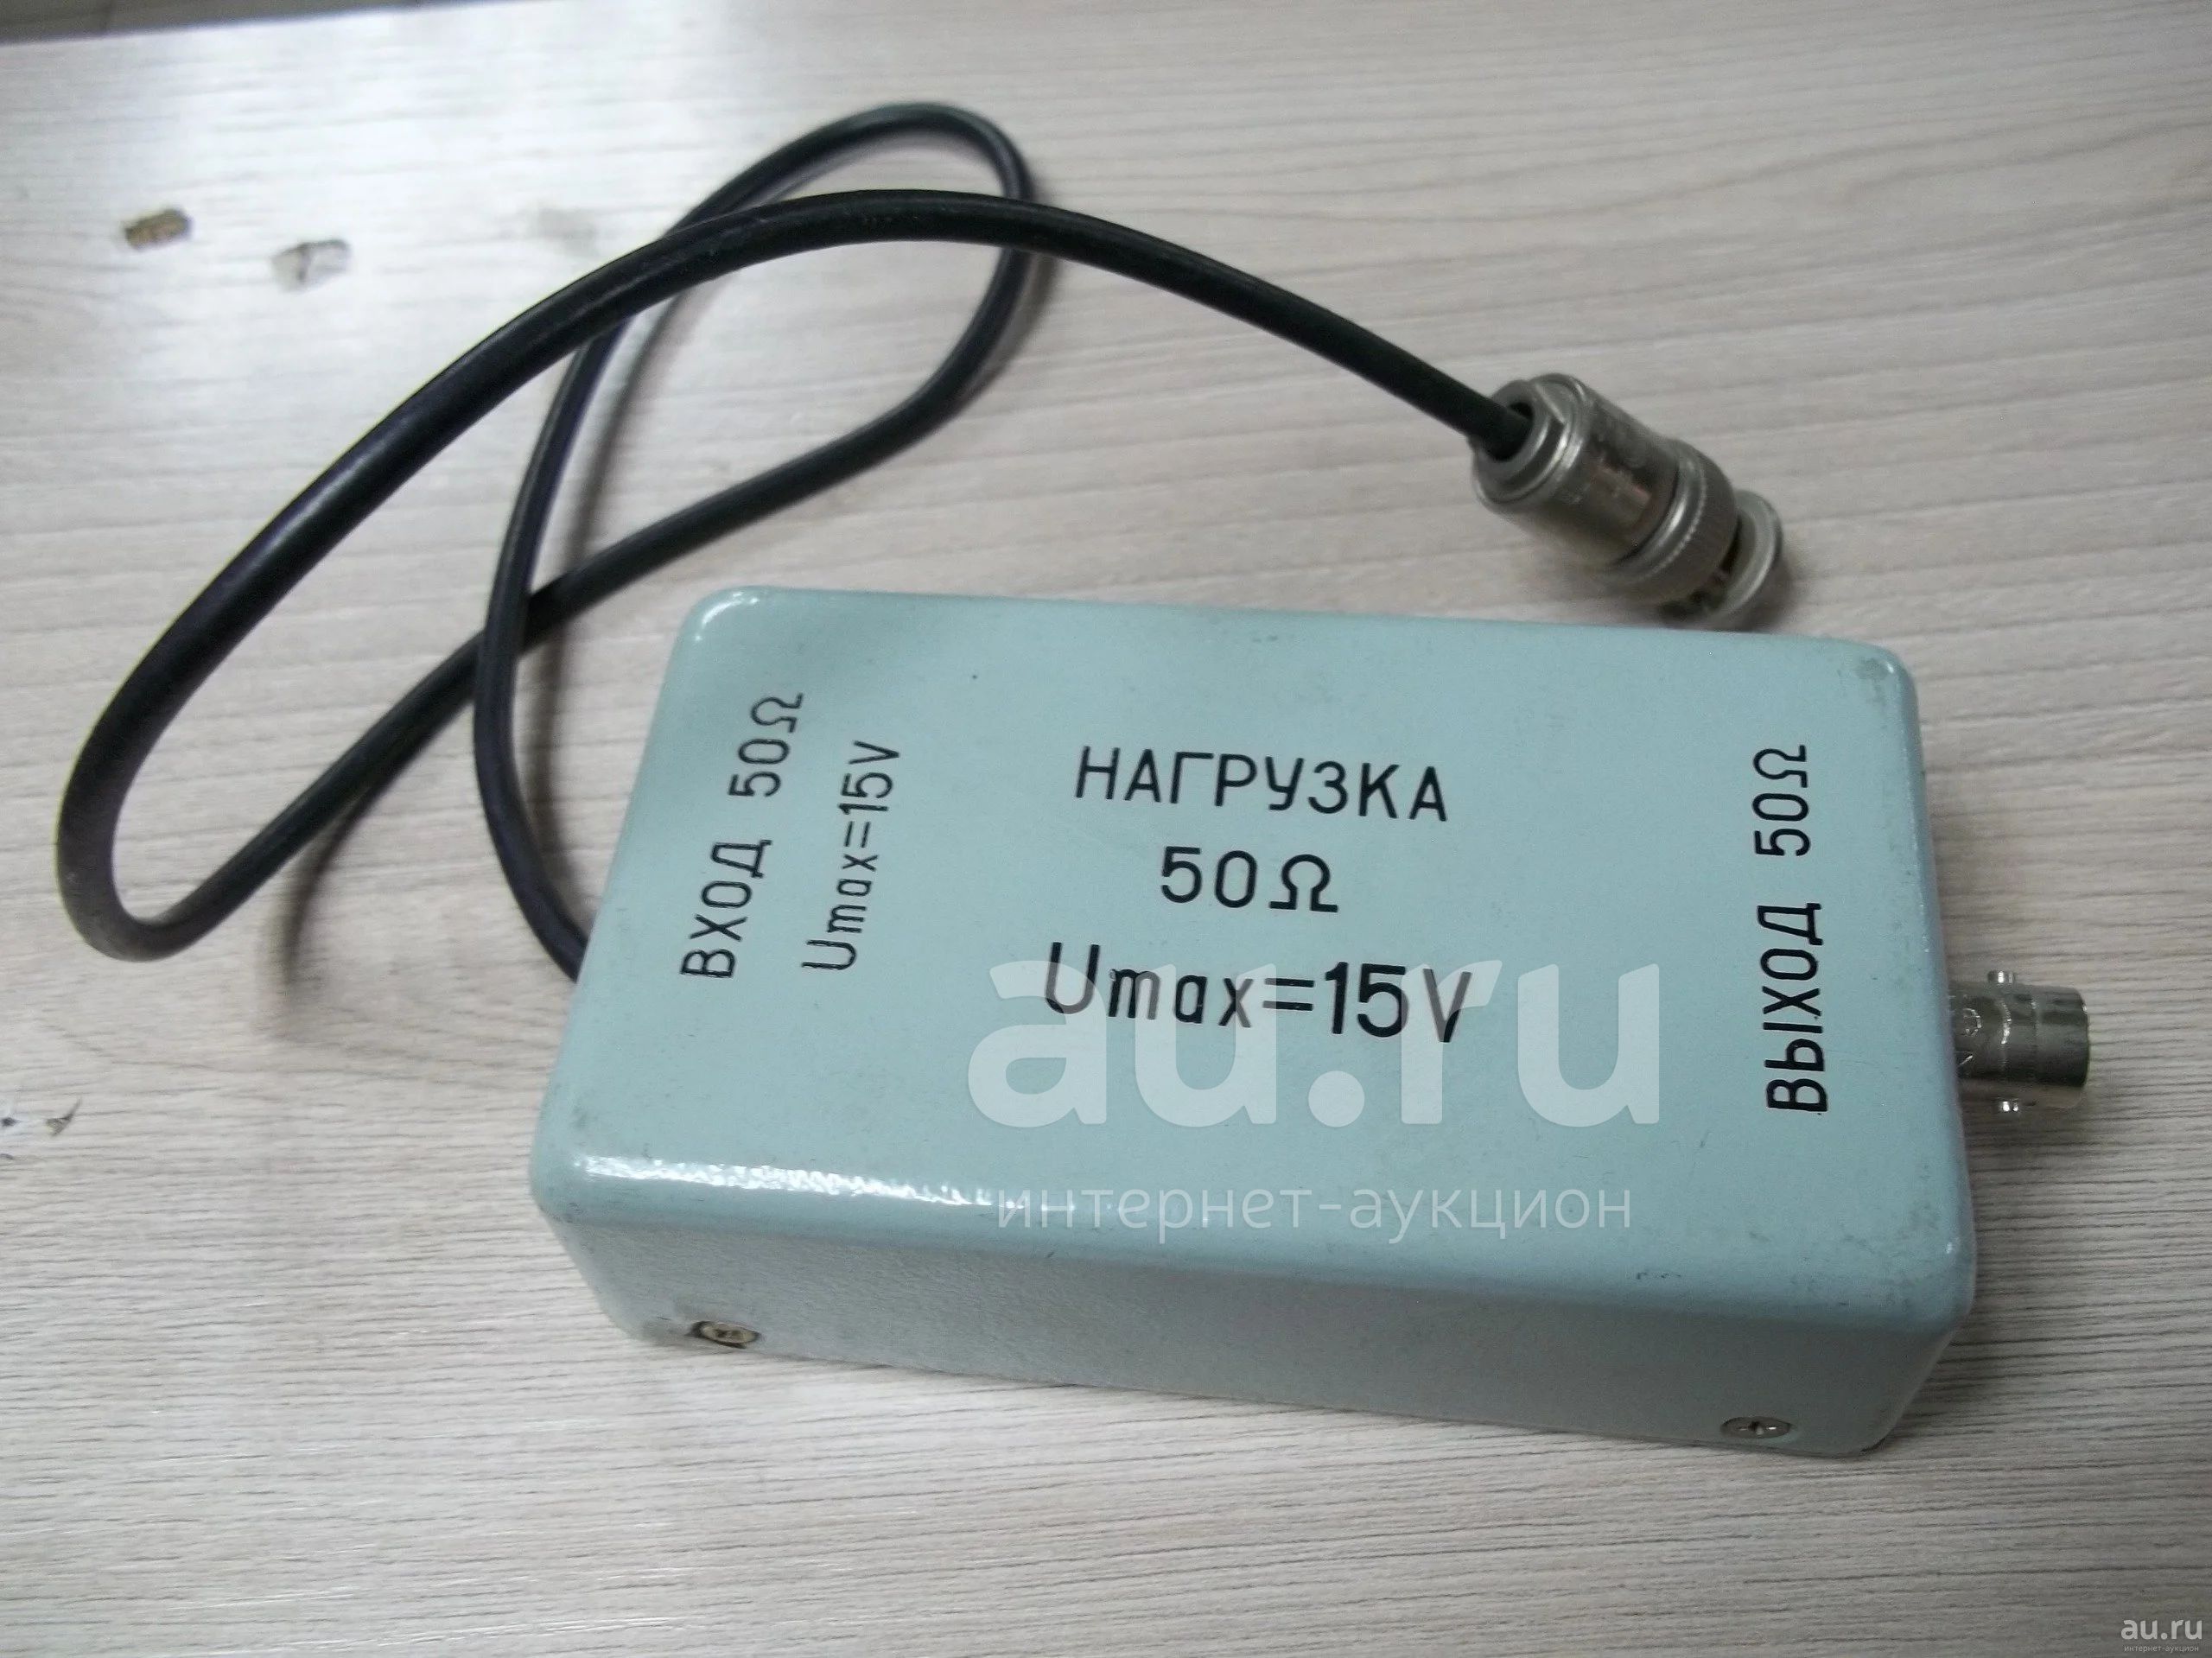 ВХОД 50Ω
Umax=15V
НАГРУЗКА
50Ω
Umax=15V
ВЫХОД 50Ω
au.ru
интернет-аукцион
au.ru
интернет-аукцион